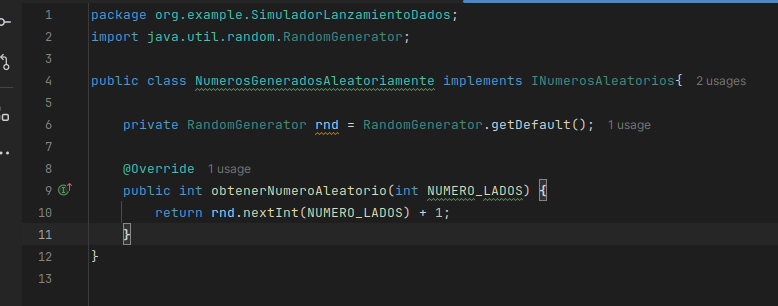 1 package org.example.SimuladorLanzamientoDados;
2 import java.util.random.RandomGenerator;
3
4 public class NumerosGeneradosAleatoriamente implements INumerosAleatorios{ 2 usages
5
6 private RandomGenerator rnd = RandomGenerator.getDefault(); 1 usage
7
8 @Override 1 usage
9 public int obtenerNumeroAleatorio(int NUMERO_LADOS) {
10 return rnd.nextInt(NUMERO_LADOS) + 1;
11 }
12 }
13